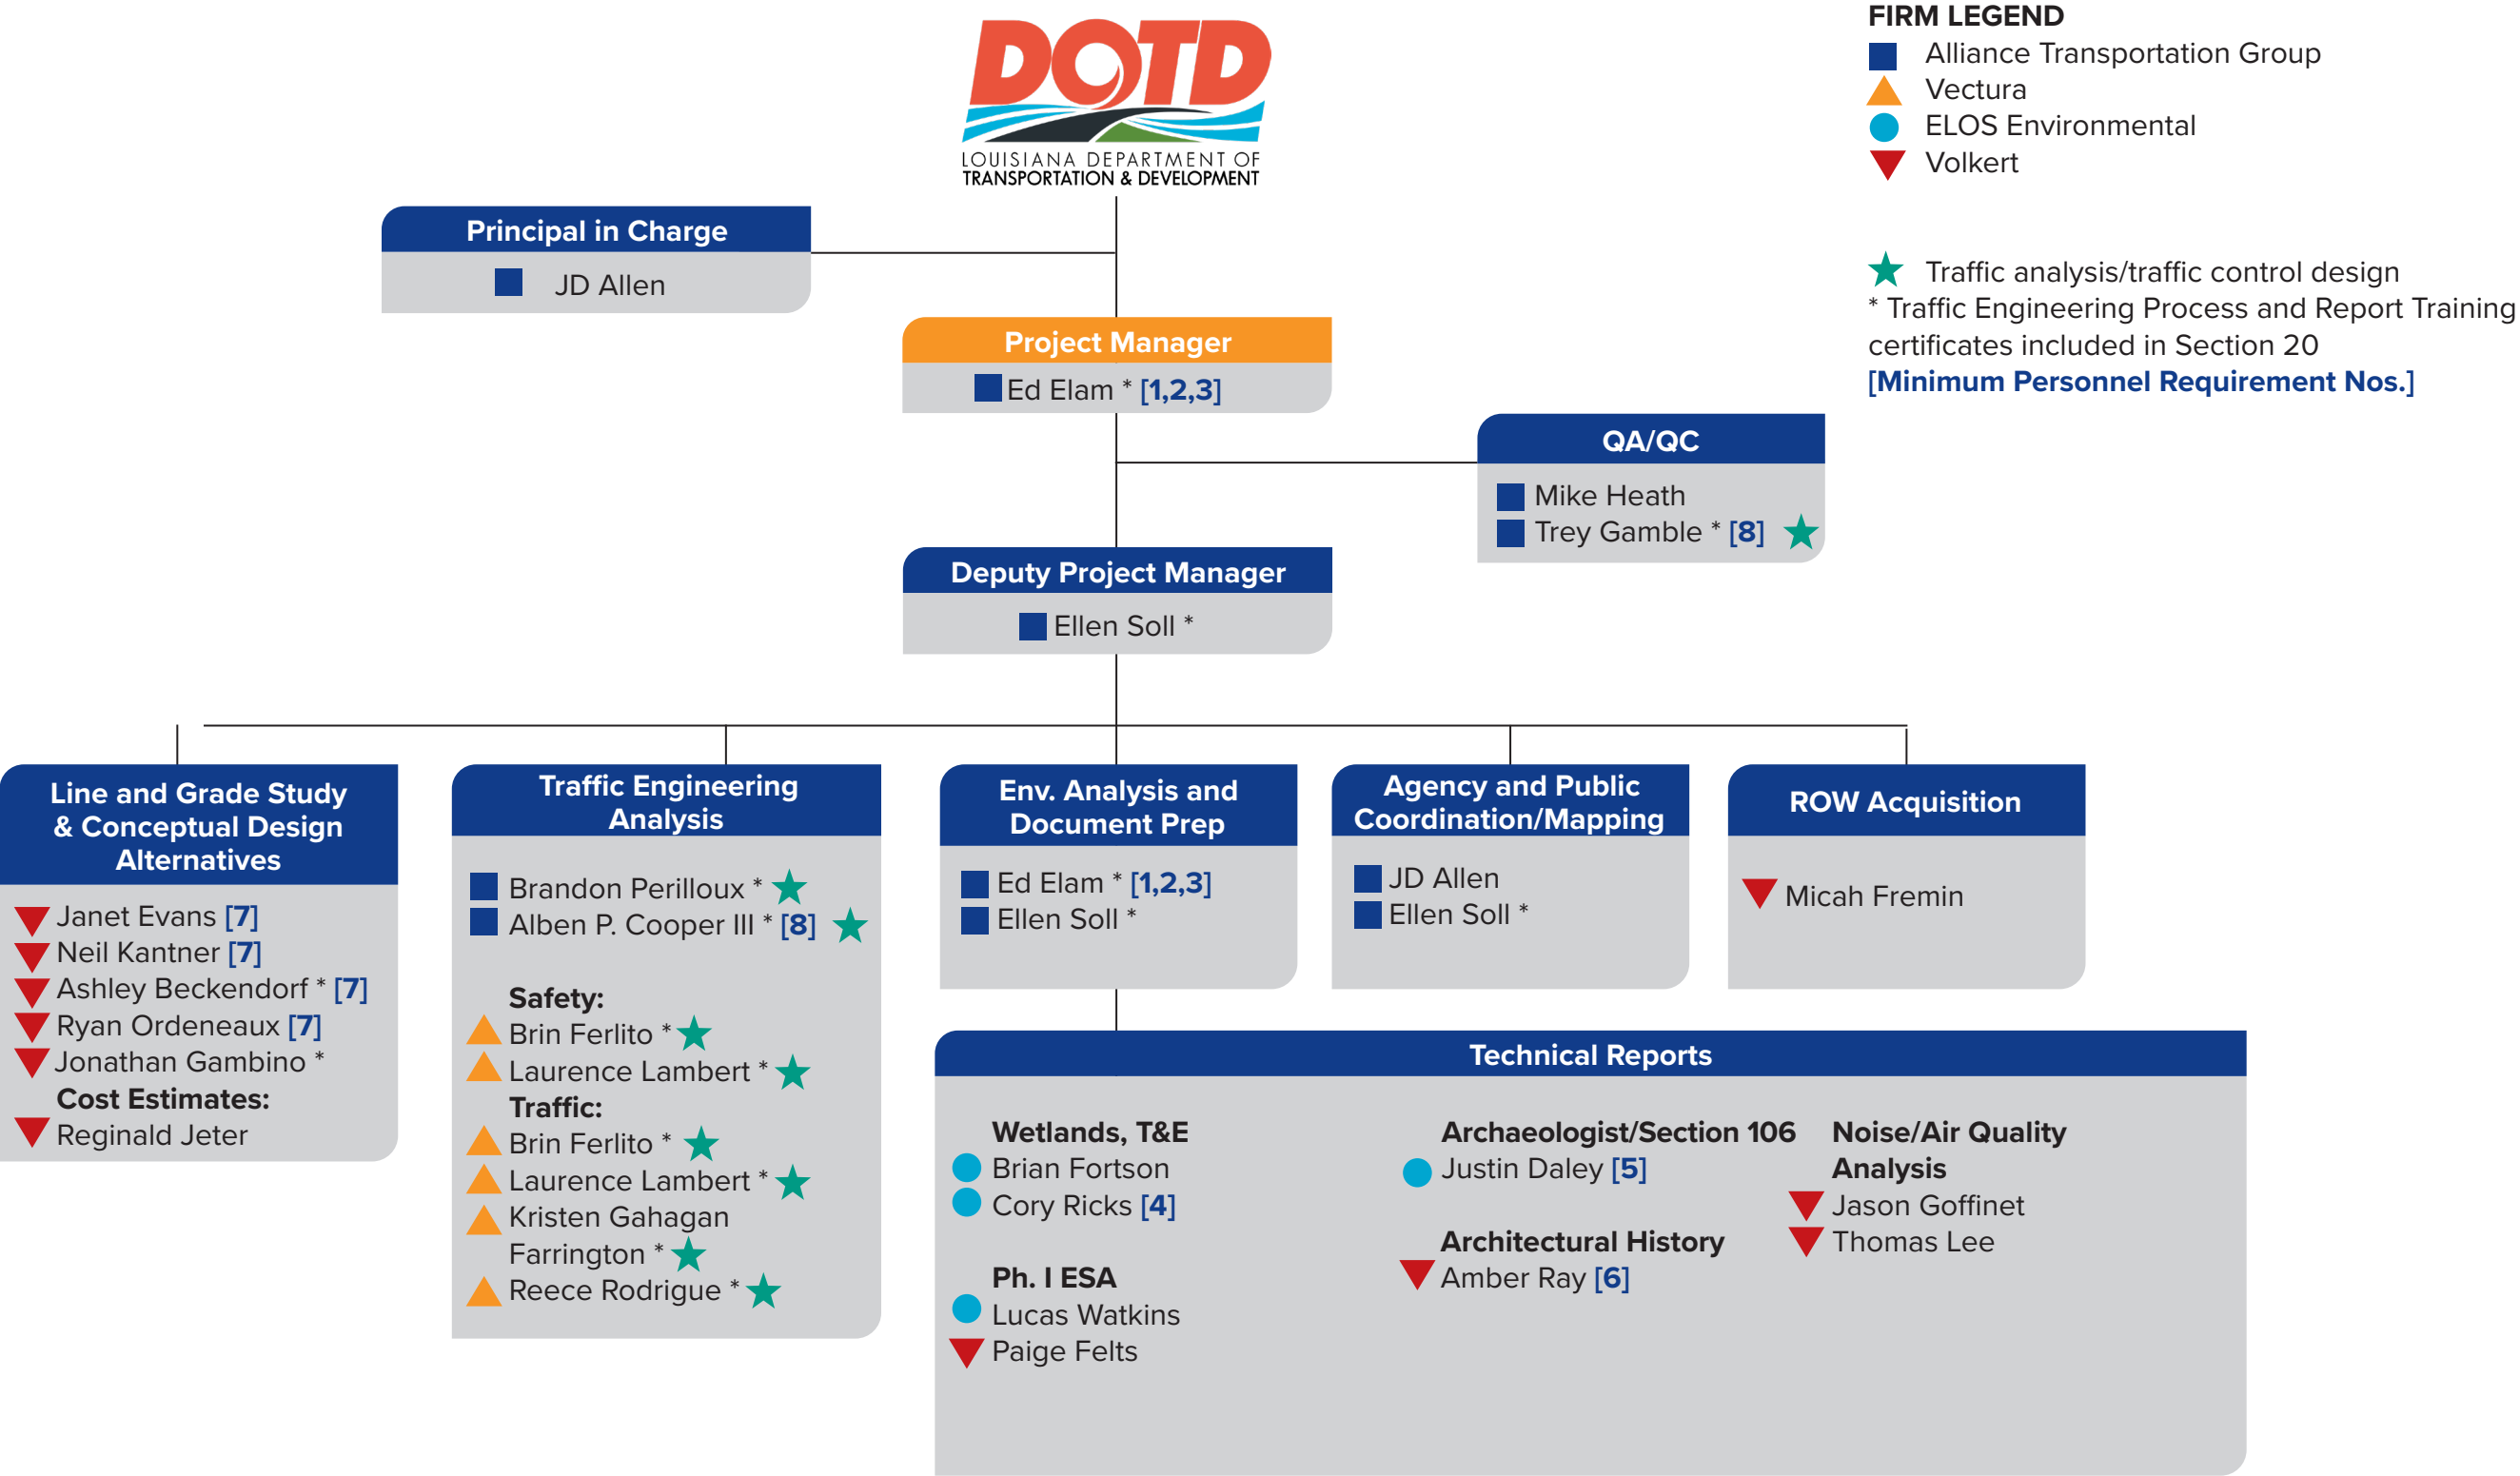 DOTD
LOUISIANA DEPARTMENT OF
TRANSPORTATION & DEVELOPMENT
FIRM LEGEND
Alliance Transportation Group
Vectura
ELOS Environmental
Volkert
Traffic analysis/traffic control design
* Traffic Engineering Process and Report Training
certificates included in Section 20
[Minimum Personnel Requirement Nos.]
Principal in Charge
JD Allen
Project Manager
Ed Elam * [1,2,3]
QA/QC
Mike Heath
Trey Gamble * [8]
Deputy Project Manager
Ellen Soll *
Line and Grade Study
& Conceptual Design
Alternatives
Janet Evans [7]
Neil Kantner [7]
Ashley Beckendorf * [7]
Ryan Ordeneaux [7]
Jonathan Gambino *
Cost Estimates:
Reginald Jeter
Traffic Engineering
Analysis
Brandon Perilloux *
Alben P. Cooper III * [8]
Safety:
Brin Ferlito *
Laurence Lambert *
Traffic:
Brin Ferlito *
Laurence Lambert *
Kristen Gahagan
Farrington *
Reece Rodrigue *
Env. Analysis and
Document Prep
Ed Elam * [1,2,3]
Ellen Soll *
Agency and Public
Coordination/Mapping
JD Allen
Ellen Soll *
ROW Acquisition
Micah Fremin
Technical Reports
Wetlands, T&E
Brian Fortson
Cory Ricks [4]
Ph. I ESA
Lucas Watkins
Paige Felts
Archaeologist/Section 106
Justin Daley [5]
Architectural History
Amber Ray [6]
Noise/Air Quality
Analysis
Jason Goffinet
Thomas Lee